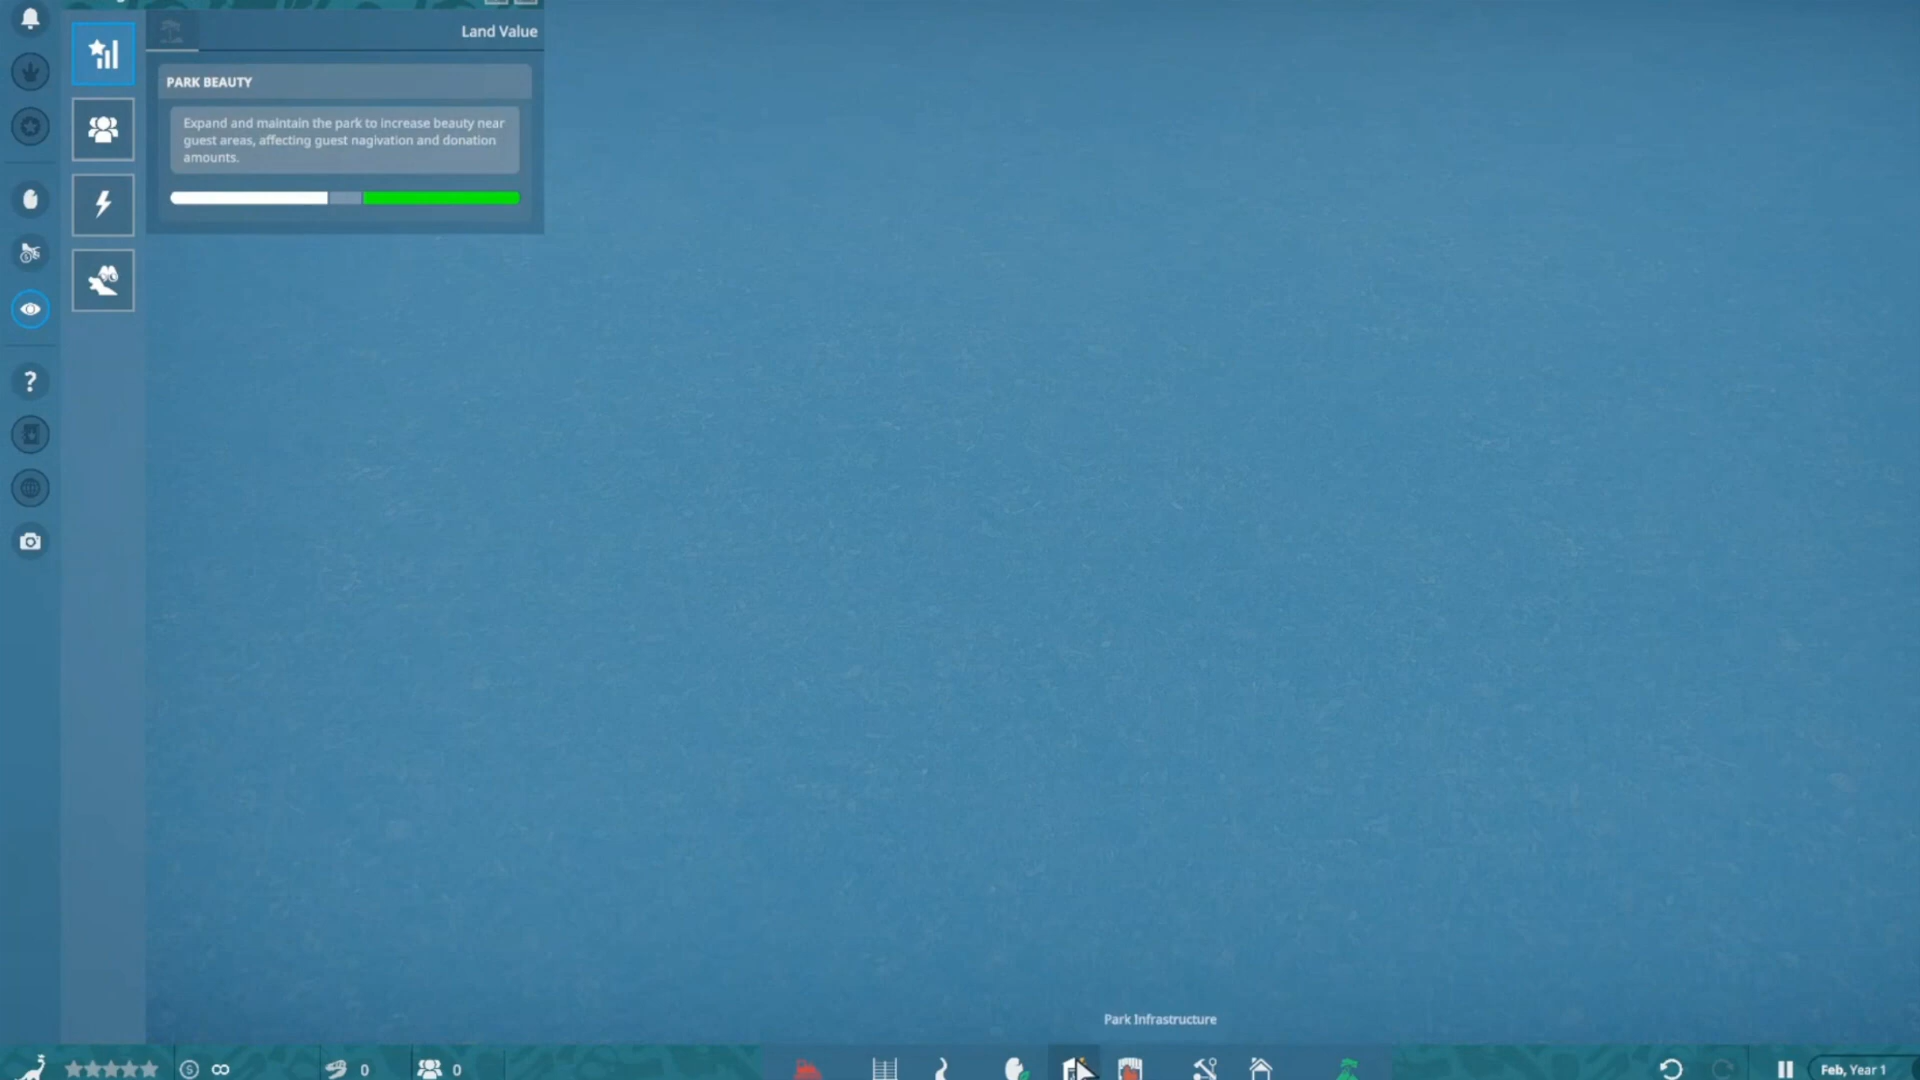 Land Value
PARK BEAUTY
Expand and maintain the park to increase beauty near
guest areas, affecting guest nagivation and donation
amounts.
Park Infrastructure
∞
0
0
Feb, Year 1